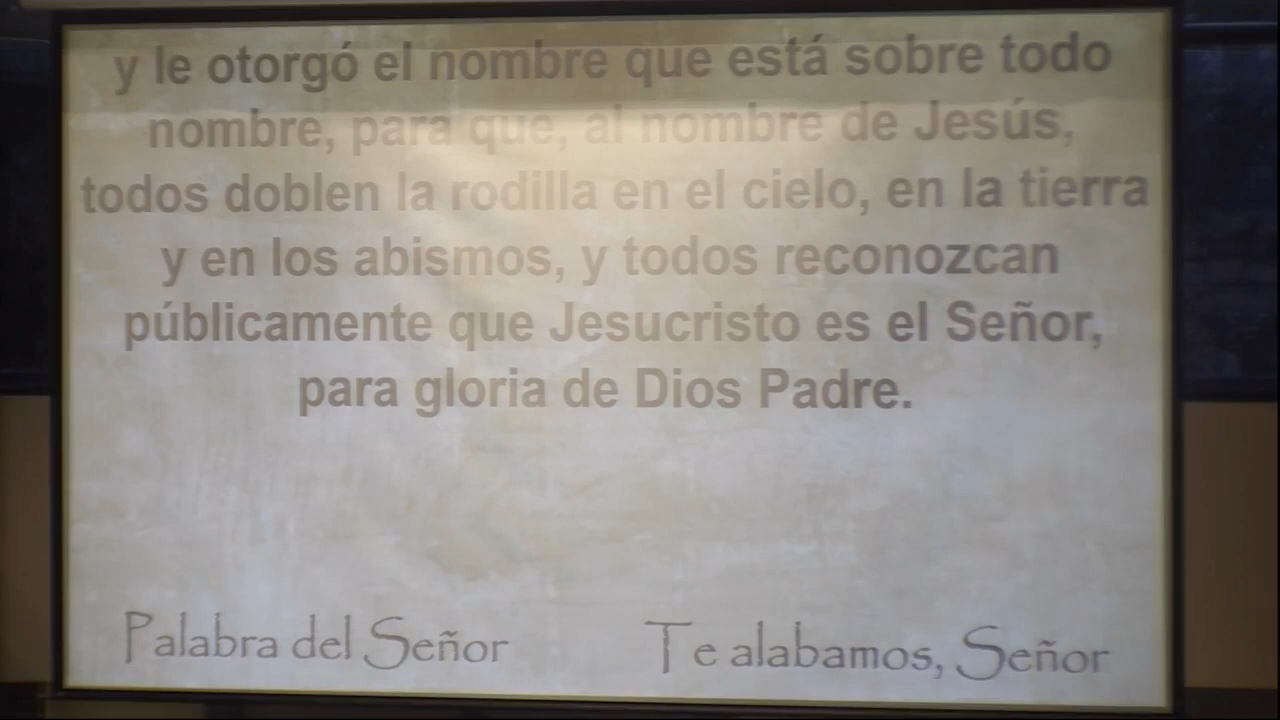 y le otorgó el nombre que está sobre todo
nombre, para que, al nombre de Jesús,
todos doblen la rodilla en el cielo, en la tierra
y en los abismos, y todos reconozcan
públicamente que Jesucristo es el Señor,
para gloria de Dios Padre.
Palabra del Señor
Te alabamos, Señor